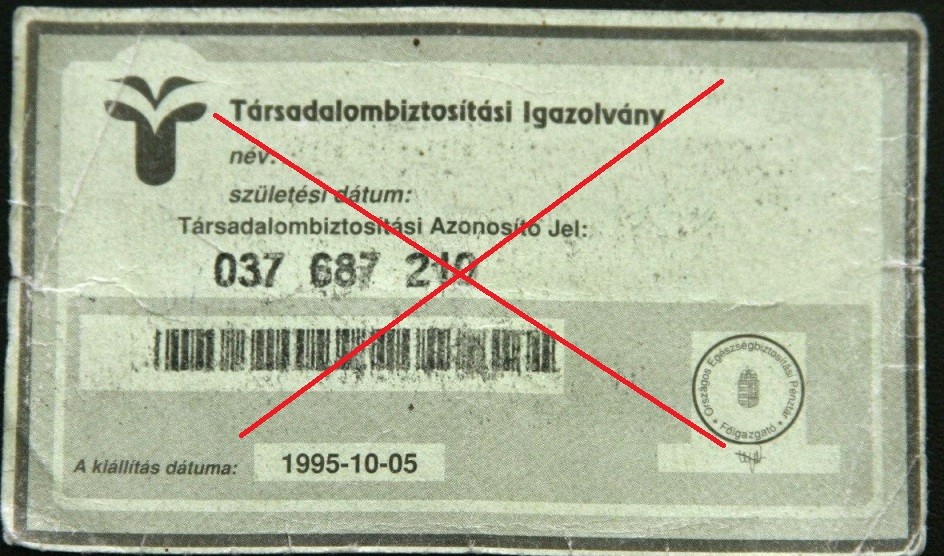 Társadalombiztosítási Igazolvány
név:
születési dátum:
Társadalombiztosítási Azonosító Jel:
037 687
Országos Egészségbiztosítási Pénztár
• Főigazgató •
A kiállítás dátuma: 1995-10-05